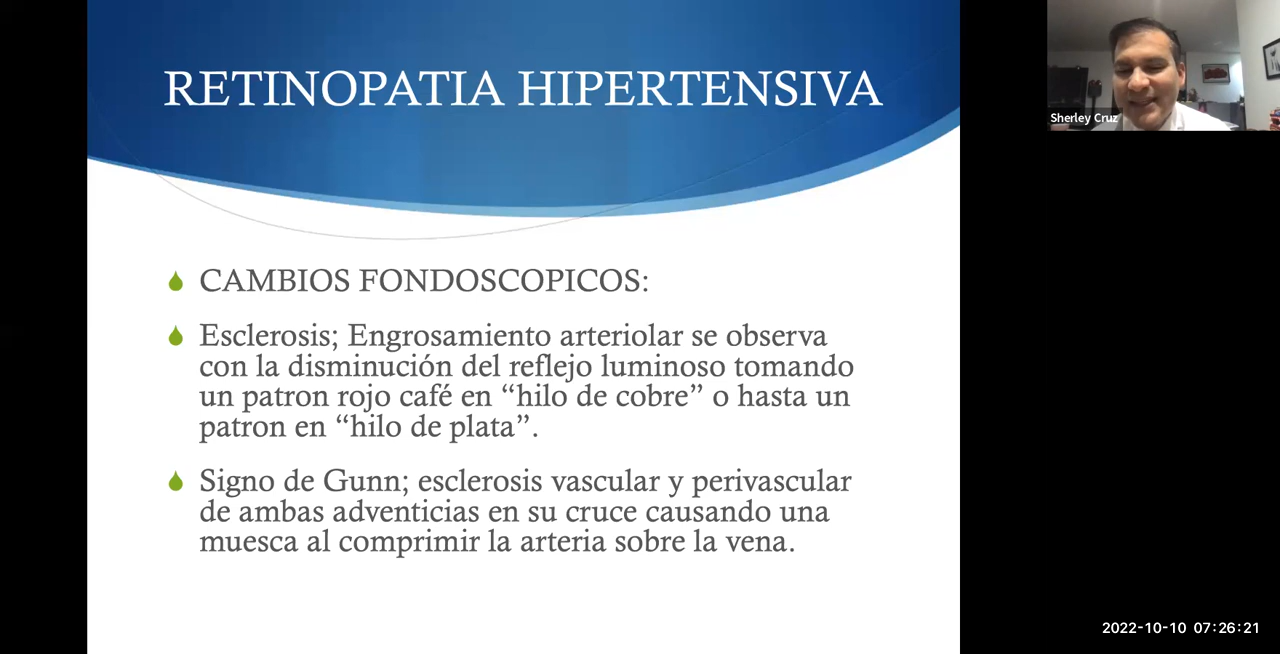 RETINOPATIA HIPERTENSIVA
Sherley Cruz
CAMBIOS FONDOSCOPICOS:
Esclerosis; Engrosamiento arteriolar se observa
con la disminución del reflejo luminoso tomando
un patron rojo café en “hilo de cobre” o hasta un
patron en “hilo de plata”.
Signo de Gunn; esclerosis vascular y perivascular
de ambas adventicias en su cruce causando una
muesca al comprimir la arteria sobre la vena.
2022-10-10 07:26:21